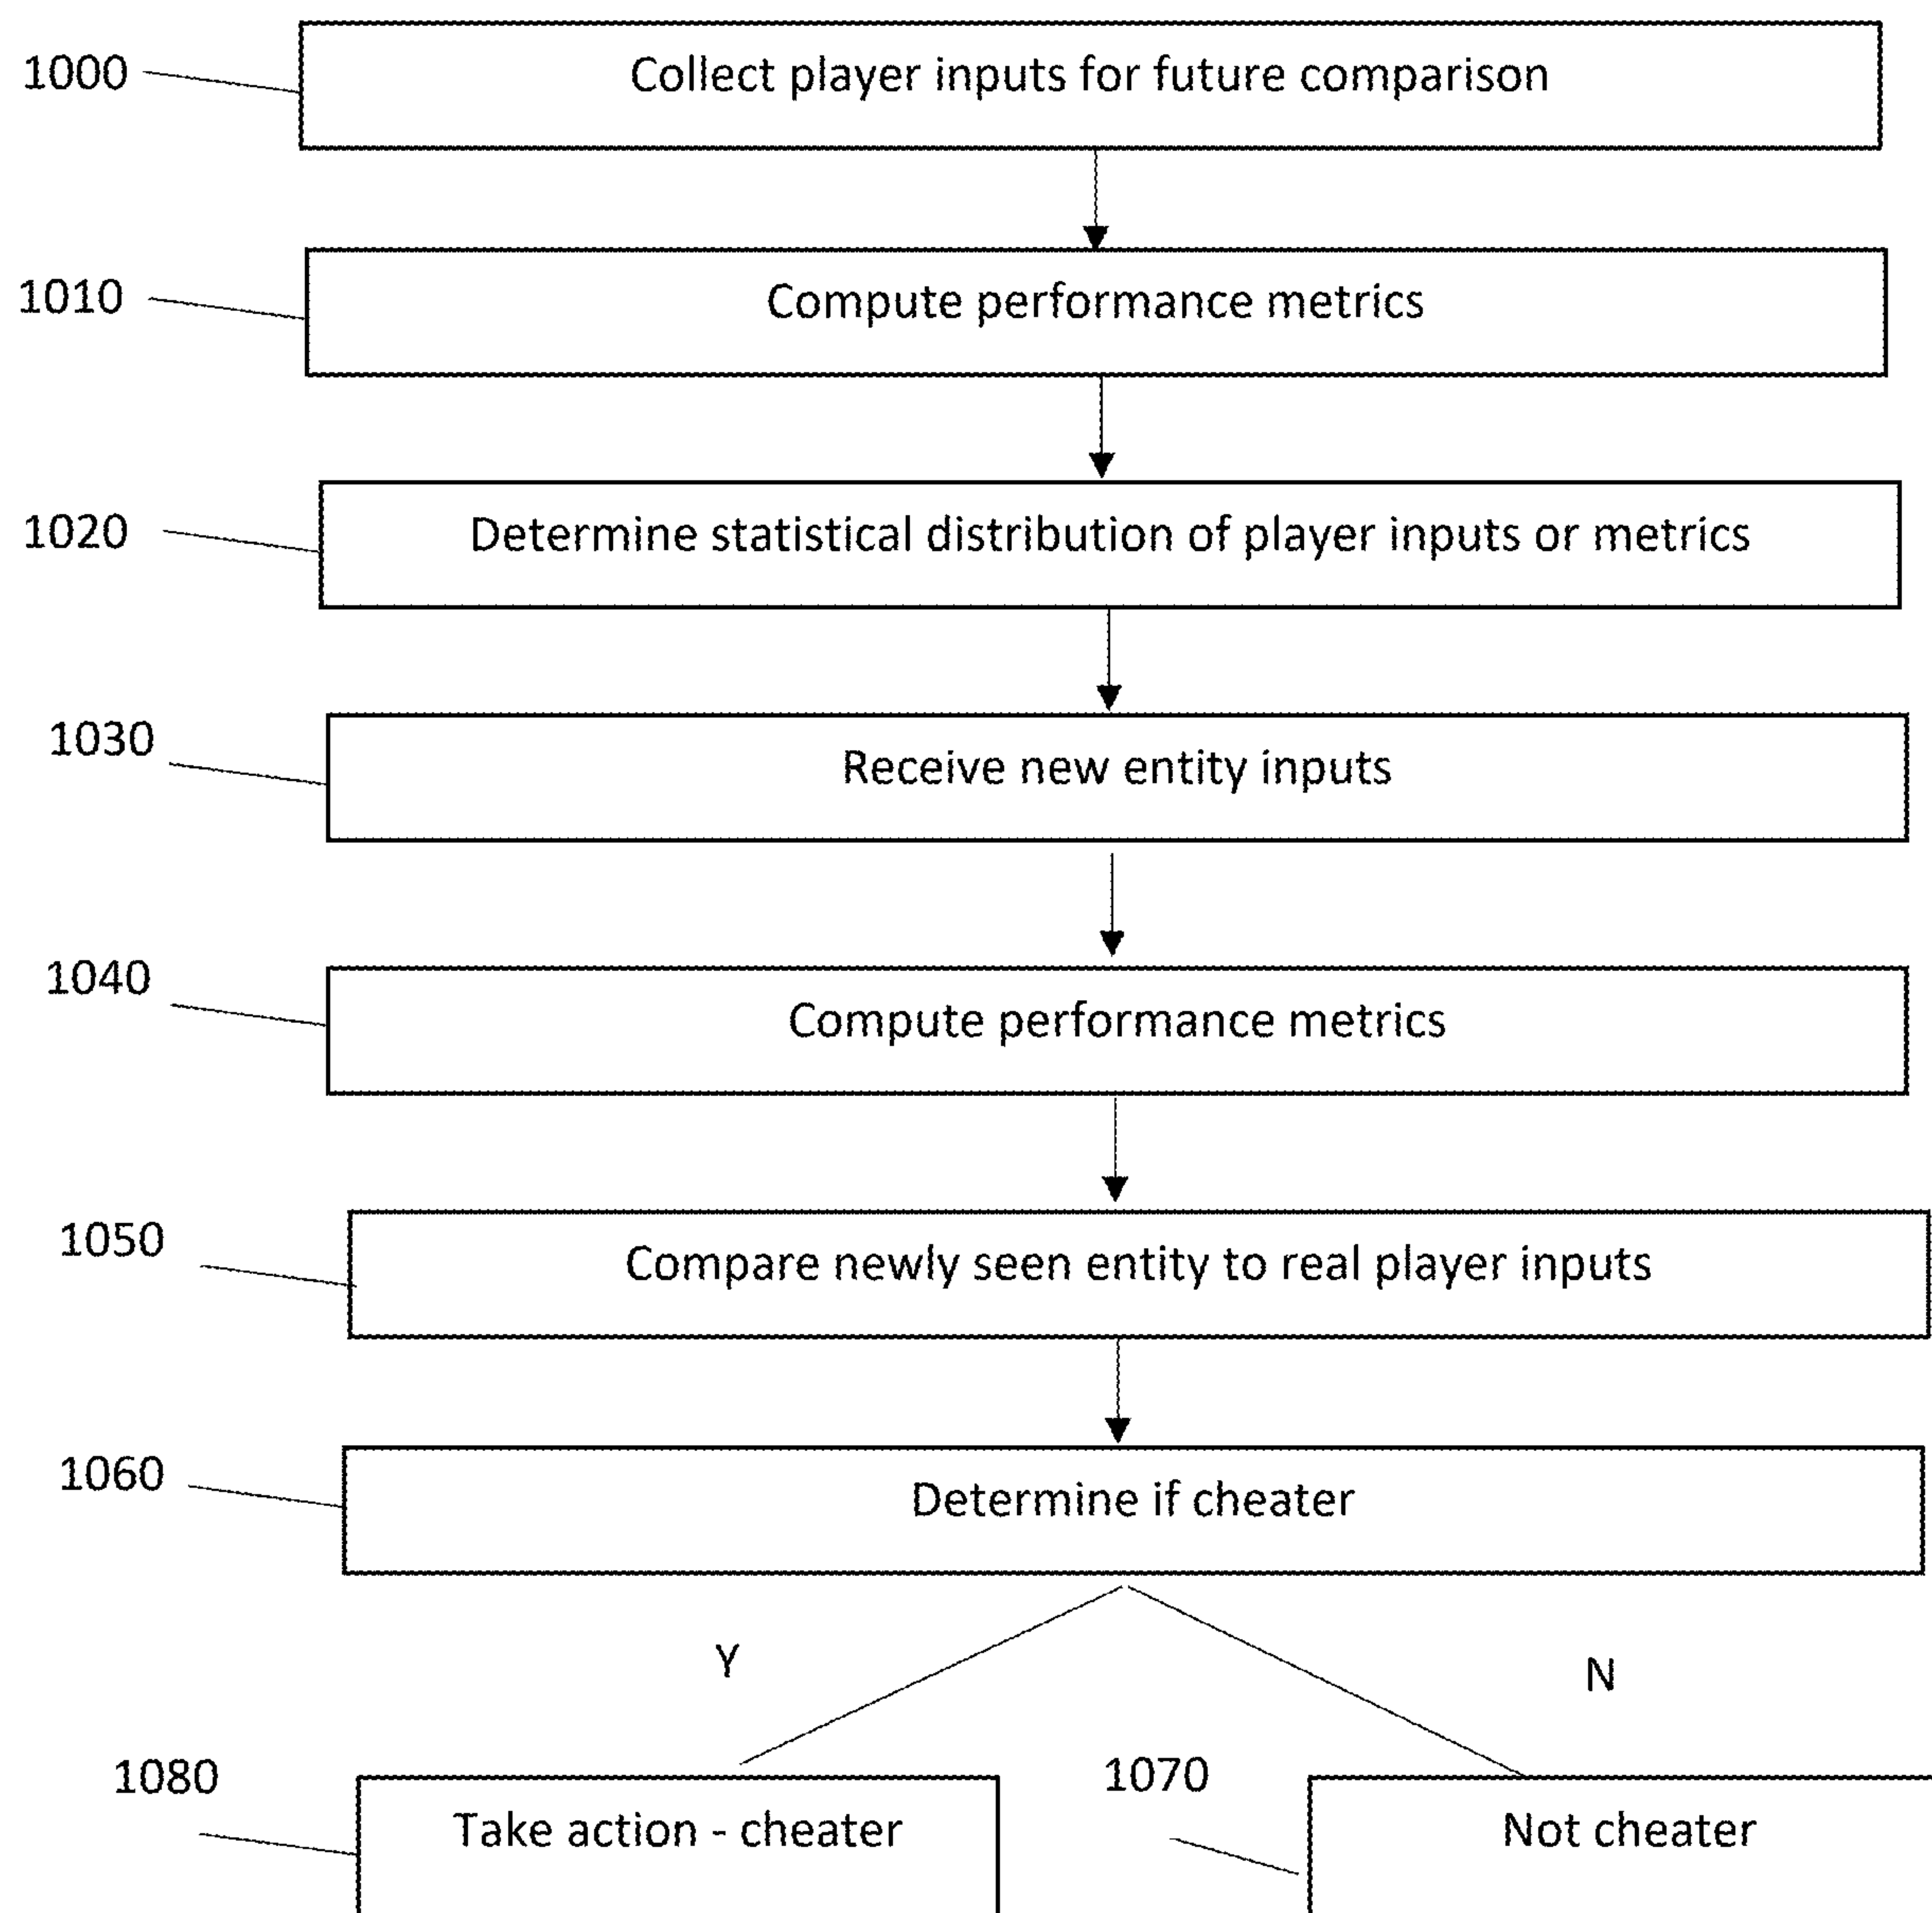 1000
Collect player inputs for future comparison
1010
Compute performance metrics
1020
Determine statistical distribution of player inputs or metrics
1030
Receive new entity inputs
1040
Compute performance metrics
1050
Compare newly seen entity to real player inputs
1060
Determine if cheater
Y
N
1080
Take action - cheater
1070
Not cheater